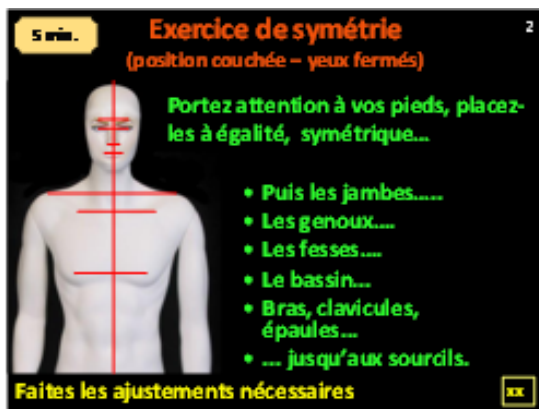 5 min.
Exercice de symétrie
2
(position couchée – yeux fermés)
Portez attention à vos pieds, placez-
les à égalité, symétrique...
• Puis les jambes.....
• Les genoux....
• Les fesses....
• Le bassin...
• Bras, clavicules,
épaules...
• ... jusqu'aux sourcils.
Faites les ajustements nécessaires
xx